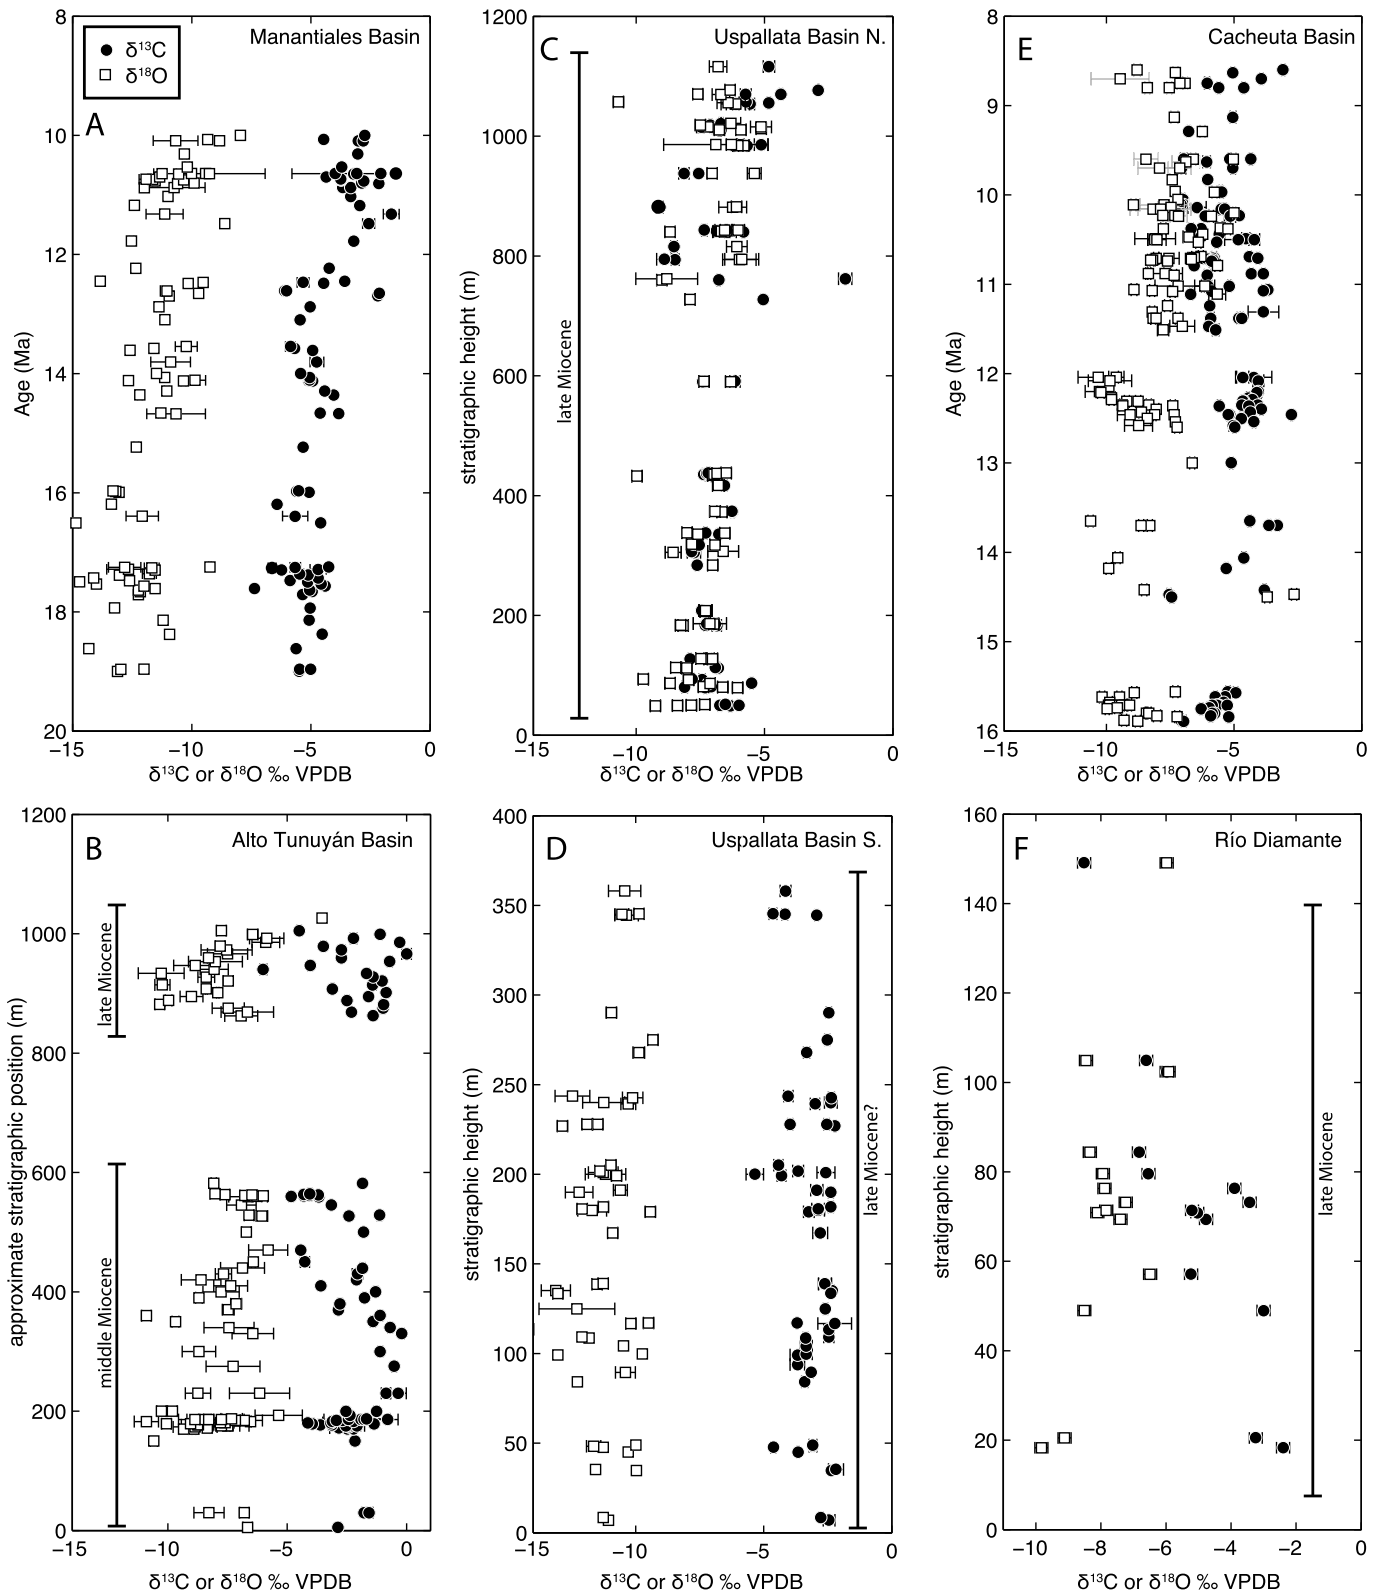 Manantiales Basin
δ¹³C
δ¹⁸O
A
8
10
12
14
16
18
20
Age (Ma)
−15
−10
−5
0
δ¹³C or δ¹⁸O ‰ VPDB
C
Uspallata Basin N.
1200
1000
800
600
400
200
0
stratigraphic height (m)
late Miocene
−15
−10
−5
0
δ¹³C or δ¹⁸O ‰ VPDB
E
Cacheuta Basin
8
9
10
11
12
13
14
15
16
Age (Ma)
−15
−10
−5
0
δ¹³C or δ¹⁸O ‰ VPDB
B
Alto Tunuyán Basin
1200
1000
800
600
400
200
0
approximate stratigraphic position (m)
late Miocene
middle Miocene
−15
−10
−5
0
δ¹³C or δ¹⁸O ‰ VPDB
D
Uspallata Basin S.
400
350
300
250
200
150
100
50
0
stratigraphic height (m)
late Miocene?
−15
−10
−5
0
δ¹³C or δ¹⁸O ‰ VPDB
F
Río Diamante
160
140
120
100
80
60
40
20
0
stratigraphic height (m)
late Miocene
−10
−8
−6
−4
−2
0
δ¹³C or δ¹⁸O ‰ VPDB